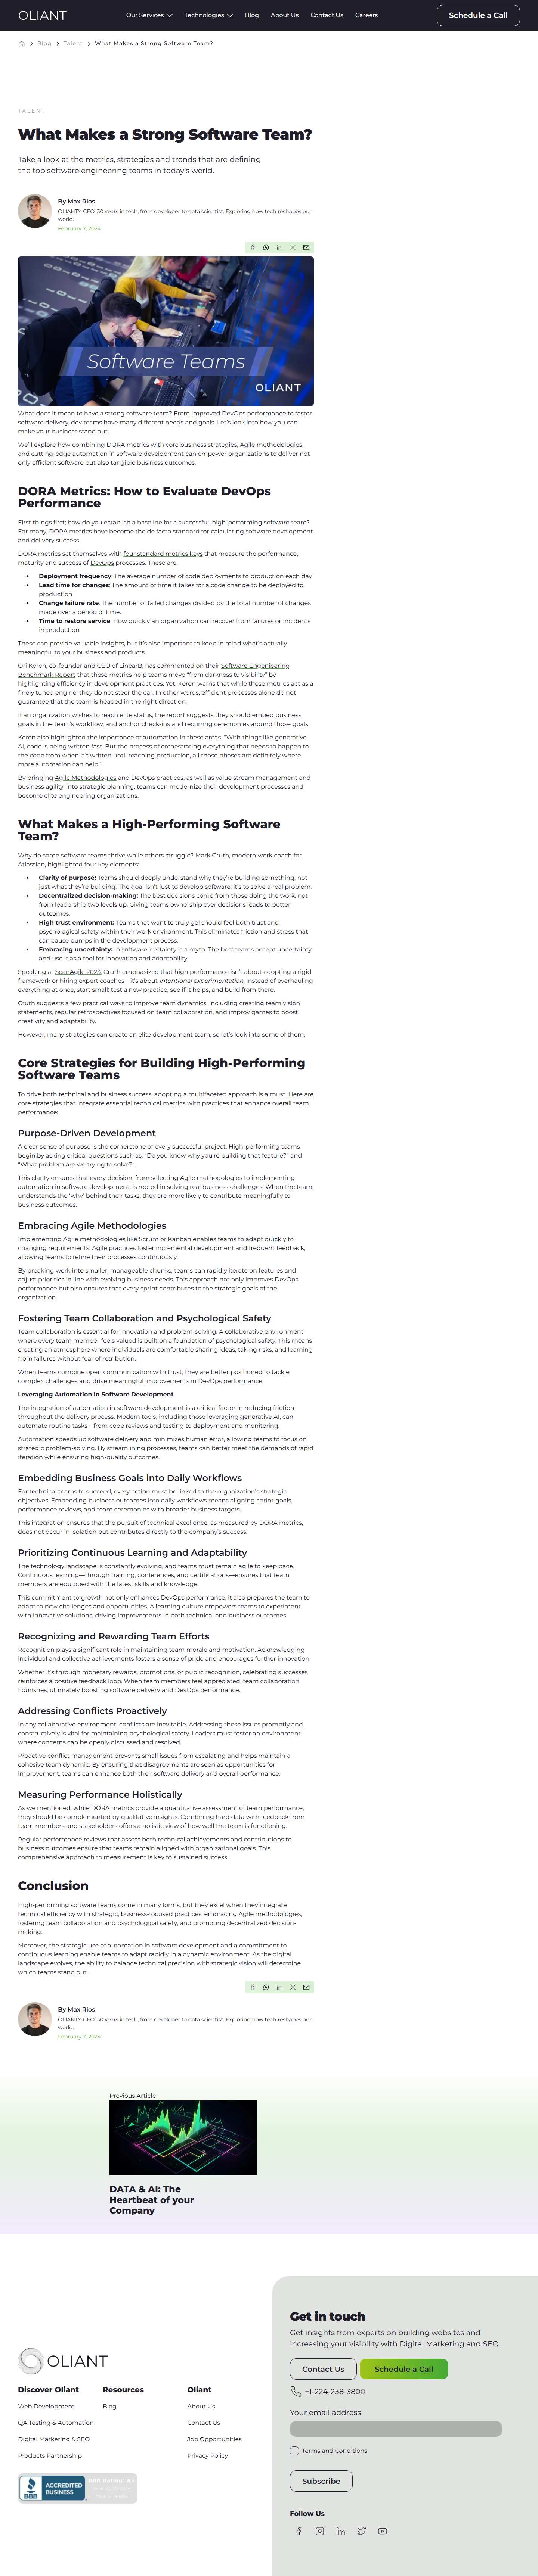 OLIANT
Our Services
Technologies
Blog
About Us
Contact Us
Careers
Schedule a Call
Blog > Talent > What Makes a Strong Software Team?
TALENT
What Makes a Strong Software Team?
Take a look at the metrics, strategies and trends that are defining
the top software engineering teams in today's world.
By Max Rios
OLIANT's CEO. 30 years in tech, from developer to data scientist. Exploring how tech reshapes our
world.
February 7, 2024
Software Teams
OLIANT
What does it mean to have a strong software team? From improved DevOps performance to faster
software delivery, dev teams have many different needs and goals. Let's look into how you can
make your business stand out.
We'll explore how combining DORA metrics with core business strategies, Agile methodologies,
and cutting-edge automation in software development can empower organizations to deliver not
only efficient software but also tangible business outcomes.
DORA Metrics: How to Evaluate DevOps
Performance
First things first; how do you establish a baseline for a successful, high-performing software team?
For many, DORA metrics have become the de facto standard for calculating software development
and delivery success.
DORA metrics set themselves with four standard metrics keys that measure the performance,
maturity and success of DevOps processes. These are:
• Deployment frequency: The average number of code deployments to production each day
• Lead time for changes: The amount of time it takes for a code change to be deployed to
production
• Change failure rate: The number of failed changes divided by the total number of changes
made over a period of time.
• Time to restore service: How quickly an organization can recover from failures or incidents
in production
These can provide valuable insights, but it's also important to keep in mind what's actually
meaningful to your business and products.
Ori Keren, co-founder and CEO of LinearB, has commented on their Software Engenieering
Benchmark Report that these metrics help teams move "from darkness to visibility" by
highlighting efficiency in development practices. Yet, Keren warns that while these metrics act as a
finely tuned engine, they do not steer the car. In other words, efficient processes alone do not
guarantee that the team is headed in the right direction.
If an organization wishes to reach elite status, the report suggests they should embed business
goals in the team's workflow, and anchor check-ins and recurring ceremonies around those goals.
Keren also highlighted the importance of automation in these areas. "With things like generative
AI, code is being written fast. But the process of orchestrating everything that needs to happen to
the code from when it's written until reaching production, all those phases are definitely where
more automation can help."
By bringing Agile Methodologies and DevOps practices, as well as value stream management and
business agility, into strategic planning, teams can modernize their development processes and
become elite engineering organizations.
What Makes a High-Performing Software
Team?
Why do some software teams thrive while others struggle? Mark Cruth, modern work coach for
Atlassian, highlighted four key elements:
• Clarity of purpose: Teams should deeply understand why they're building something, not
just what they're building. The goal isn't just to develop software; it's to solve a real problem.
• Decentralized decision-making: The best decisions come from those doing the work, not
from leadership two levels up. Giving teams ownership over decisions leads to better
outcomes.
• High trust environment: Teams that want to truly gel should feel both trust and
psychological safety within their work environment. This eliminates friction and stress that
can cause bumps in the development process.
• Embracing uncertainty: In software, certainty is a myth. The best teams accept uncertainty
and use it as a tool for innovation and adaptability.
Speaking at ScanAgile 2023, Cruth emphasized that high performance isn't about adopting a rigid
framework or hiring expert coaches—it's about intentional experimentation. Instead of overhauling
everything at once, start small: test a new practice, see if it helps, and build from there.
Cruth suggests a few practical ways to improve team dynamics, including creating team vision
statements, regular retrospectives focused on team collaboration, and improv games to boost
creativity and adaptability.
However, many strategies can create an elite development team, so let's look into some of them.
Core Strategies for Building High-Performing
Software Teams
To drive both technical and business success, adopting a multifaceted approach is a must. Here are
core strategies that integrate essential technical metrics with practices that enhance overall team
performance:
Purpose-Driven Development
A clear sense of purpose is the cornerstone of every successful project. High-performing teams
begin by asking critical questions such as, "Do you know why you're building that feature?" and
"What problem are we trying to solve?".
This clarity ensures that every decision, from selecting Agile methodologies to implementing
automation in software development, is rooted in solving real business challenges. When the team
understands the 'why' behind their tasks, they are more likely to contribute meaningfully to
business outcomes.
Embracing Agile Methodologies
Implementing Agile methodologies like Scrum or Kanban enables teams to adapt quickly to
changing requirements. Agile practices foster incremental development and frequent feedback,
allowing teams to refine their processes continuously.
By breaking work into smaller, manageable chunks, teams can rapidly iterate on features and
adjust priorities in line with evolving business needs. This approach not only improves DevOps
performance but also ensures that every sprint contributes to the strategic goals of the
organization.
Fostering Team Collaboration and Psychological Safety
Team collaboration is essential for innovation and problem-solving. A collaborative environment
where every team member feels valued is built on a foundation of psychological safety. This means
creating an atmosphere where individuals are comfortable sharing ideas, taking risks, and learning
from failures without fear of retribution.
When teams combine open communication with trust, they are better positioned to tackle
complex challenges and drive meaningful improvements in DevOps performance.
Leveraging Automation in Software Development
The integration of automation in software development is a critical factor in reducing friction
throughout the delivery process. Modern tools, including those leveraging generative AI, can
automate routine tasks—from code reviews and testing to deployment and monitoring.
Automation speeds up software delivery and minimizes human error, allowing teams to focus on
strategic problem-solving. By streamlining processes, teams can better meet the demands of rapid
iteration while ensuring high-quality outcomes.
Embedding Business Goals into Daily Workflows
For technical teams to succeed, every action must be linked to the organization's strategic
objectives. Embedding business outcomes into daily workflows means aligning sprint goals,
performance reviews, and team ceremonies with broader business targets.
This integration ensures that the pursuit of technical excellence, as measured by DORA metrics,
does not occur in isolation but contributes directly to the company's success.
Prioritizing Continuous Learning and Adaptability
The technology landscape is constantly evolving, and teams must remain agile to keep pace.
Continuous learning—through training, conferences, and certifications—ensures that team
members are equipped with the latest skills and knowledge.
This commitment to growth not only enhances DevOps performance, it also prepares the team to
adapt to new challenges and opportunities. A learning culture empowers teams to experiment
with innovative solutions, driving improvements in both technical and business outcomes.
Recognizing and Rewarding Team Efforts
Recognition plays a significant role in maintaining team morale and motivation. Acknowledging
individual and collective achievements fosters a sense of pride and encourages further innovation.
Whether it's through monetary rewards, promotions, or public recognition, celebrating successes
reinforces a positive feedback loop. When team members feel appreciated, team collaboration
flourishes, ultimately boosting software delivery and DevOps performance.
Addressing Conflicts Proactively
In any collaborative environment, conflicts are inevitable. Addressing these issues promptly and
constructively is vital for maintaining psychological safety. Leaders must foster an environment
where concerns can be openly discussed and resolved.
Proactive conflict management prevents small issues from escalating and helps maintain a
cohesive team dynamic. By ensuring that disagreements are seen as opportunities for
improvement, teams can enhance both their software delivery and overall performance.
Measuring Performance Holistically
As we mentioned, while DORA metrics provide a quantitative assessment of team performance,
they should be complemented by qualitative insights. Combining hard data with feedback from
team members and stakeholders offers a holistic view of how well the team is functioning.
Regular performance reviews that assess both technical achievements and contributions to
business outcomes ensure that teams remain aligned with organizational goals. This
comprehensive approach to measurement is key to sustained success.
Conclusion
High-performing software teams come in many forms, but they excel when they integrate
technical efficiency with strategic, business-focused practices, embracing Agile methodologies,
fostering team collaboration and psychological safety, and promoting decentralized decision-
making.
Moreover, the strategic use of automation in software development and a commitment to
continuous learning enable teams to adapt rapidly in a dynamic environment. As the digital
landscape evolves, the ability to balance technical precision with strategic vision will determine
which teams stand out.
By Max Rios
OLIANT's CEO. 30 years in tech, from developer to data scientist. Exploring how tech reshapes our
world.
February 7, 2024
Previous Article
DATA & AI: The
Heartbeat of your
Company
OLIANT
Discover Oliant
Web Development
QA Testing & Automation
Digital Marketing & SEO
Products Partnership
Resources
Blog
Oliant
About Us
Contact Us
Job Opportunities
Privacy Policy
BBB
ACCREDITED
BUSINESS
BBB Rating: A+
Get in touch
Get insights from experts on building websites and
increasing your visibility with Digital Marketing and SEO
Contact Us
Schedule a Call
+1-224-238-3800
Your email address
Terms and Conditions
Subscribe
Follow Us